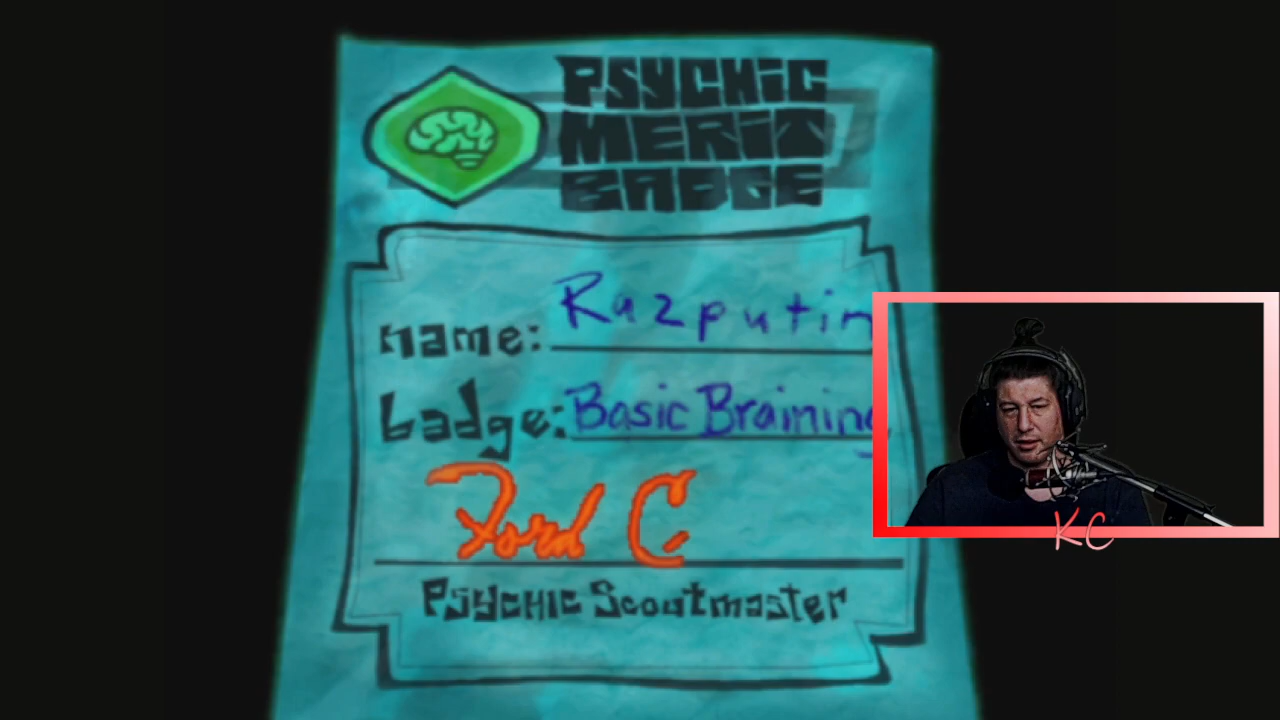 PSYCHIC
MERIT
BADGE
name: Razputin
badge: Basic Braining
Ford C
Psychic Scoutmaster
KC